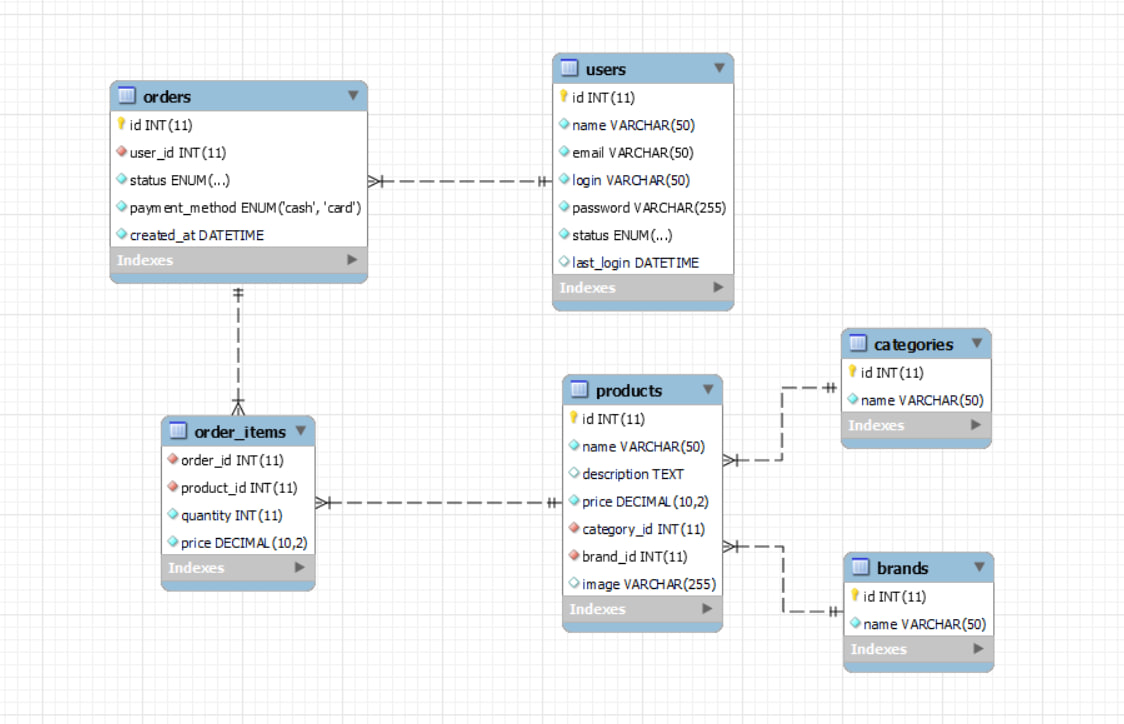 orders
id INT(11)
user_id INT(11)
status ENUM(...)
payment_method ENUM('cash', 'card')
created_at DATETIME
Indexes
users
id INT(11)
name VARCHAR(50)
email VARCHAR(50)
login VARCHAR(50)
password VARCHAR(255)
status ENUM(...)
last_login DATETIME
Indexes
order_items
order_id INT(11)
product_id INT(11)
quantity INT(11)
price DECIMAL(10,2)
Indexes
products
id INT(11)
name VARCHAR(50)
description TEXT
price DECIMAL(10,2)
category_id INT(11)
brand_id INT(11)
image VARCHAR(255)
Indexes
categories
id INT(11)
name VARCHAR(50)
Indexes
brands
id INT(11)
name VARCHAR(50)
Indexes